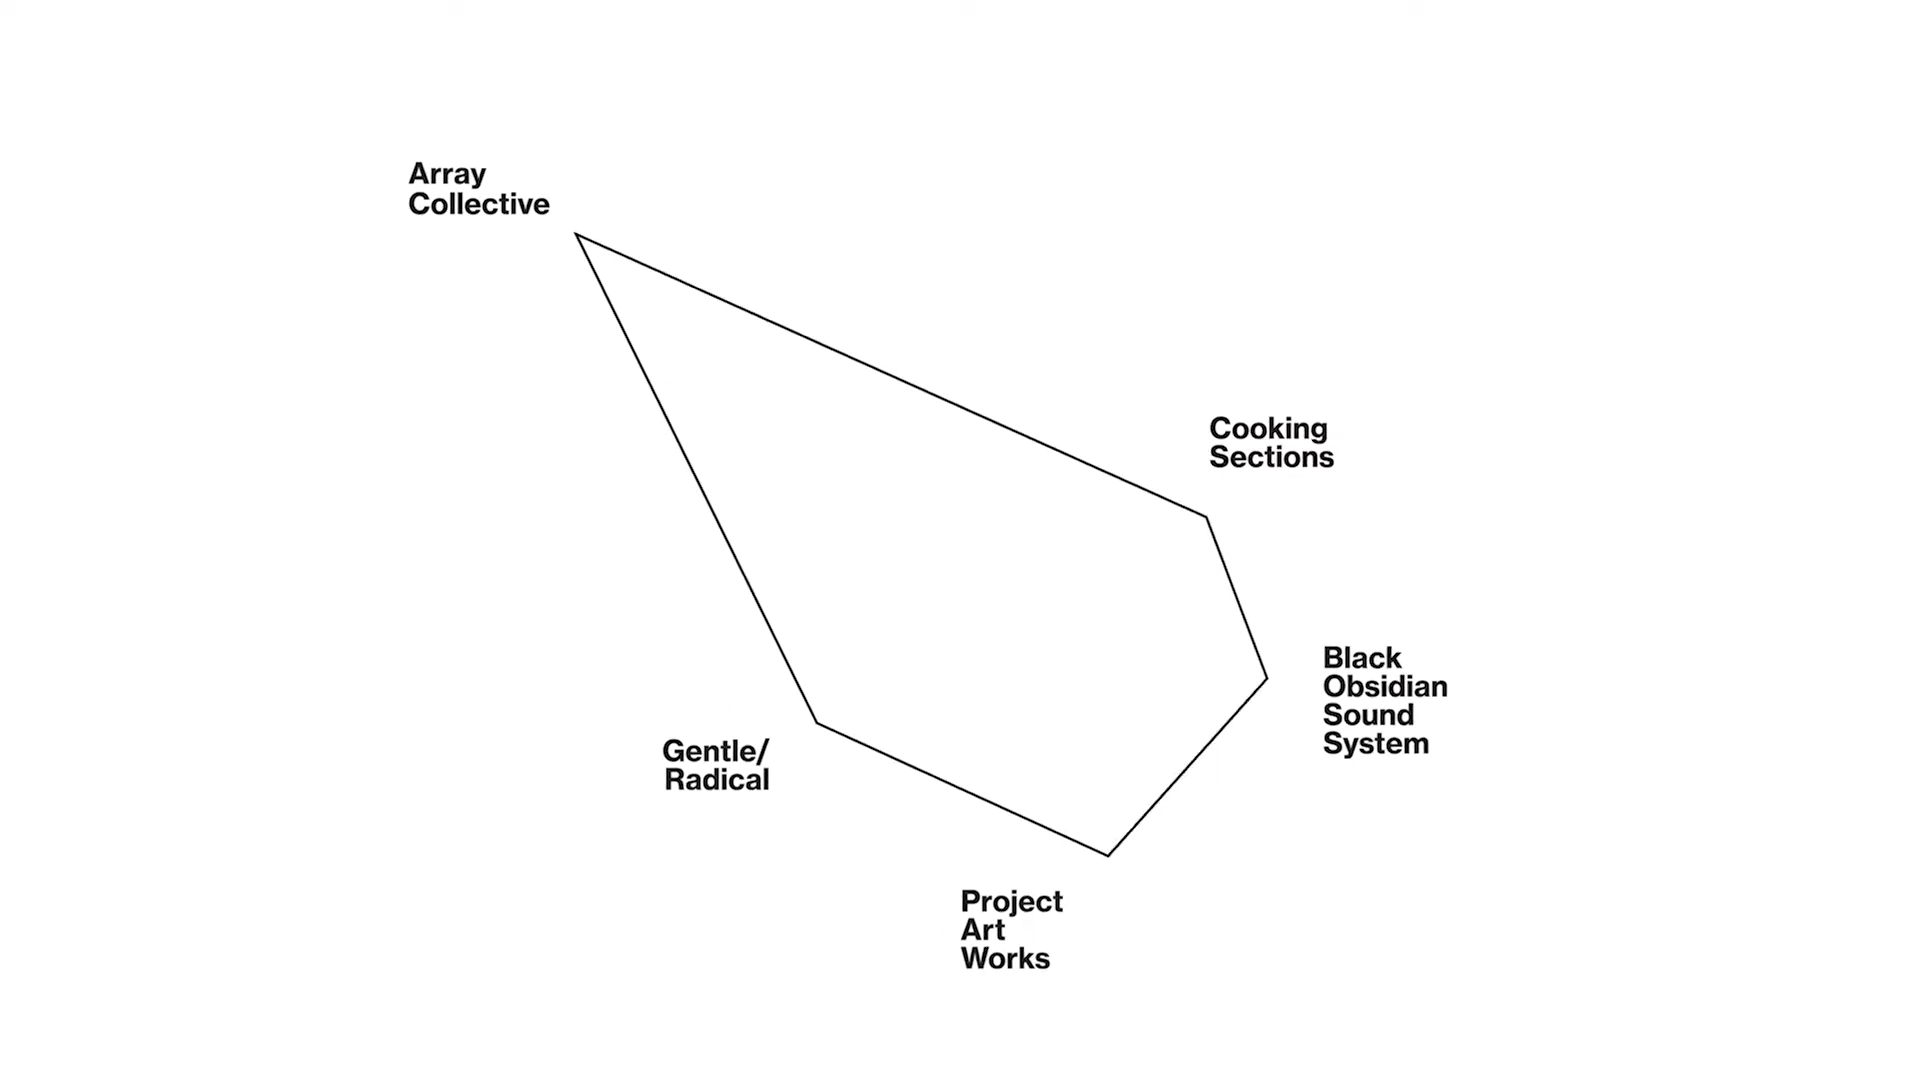 Array
Collective
Cooking
Sections
Black
Obsidian
Sound
System
Gentle/
Radical
Project
Art
Works